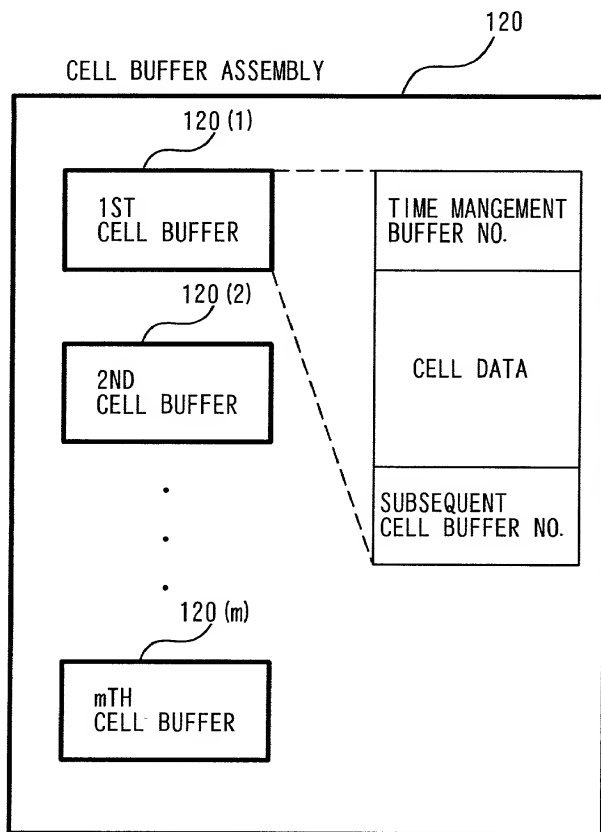 120
CELL BUFFER ASSEMBLY
120(1)
1ST
CELL BUFFER
TIME MANGEMENT
BUFFER NO.
CELL DATA
SUBSEQUENT
CELL BUFFER NO.
120(2)
2ND
CELL BUFFER
120(m)
mTH
CELL BUFFER